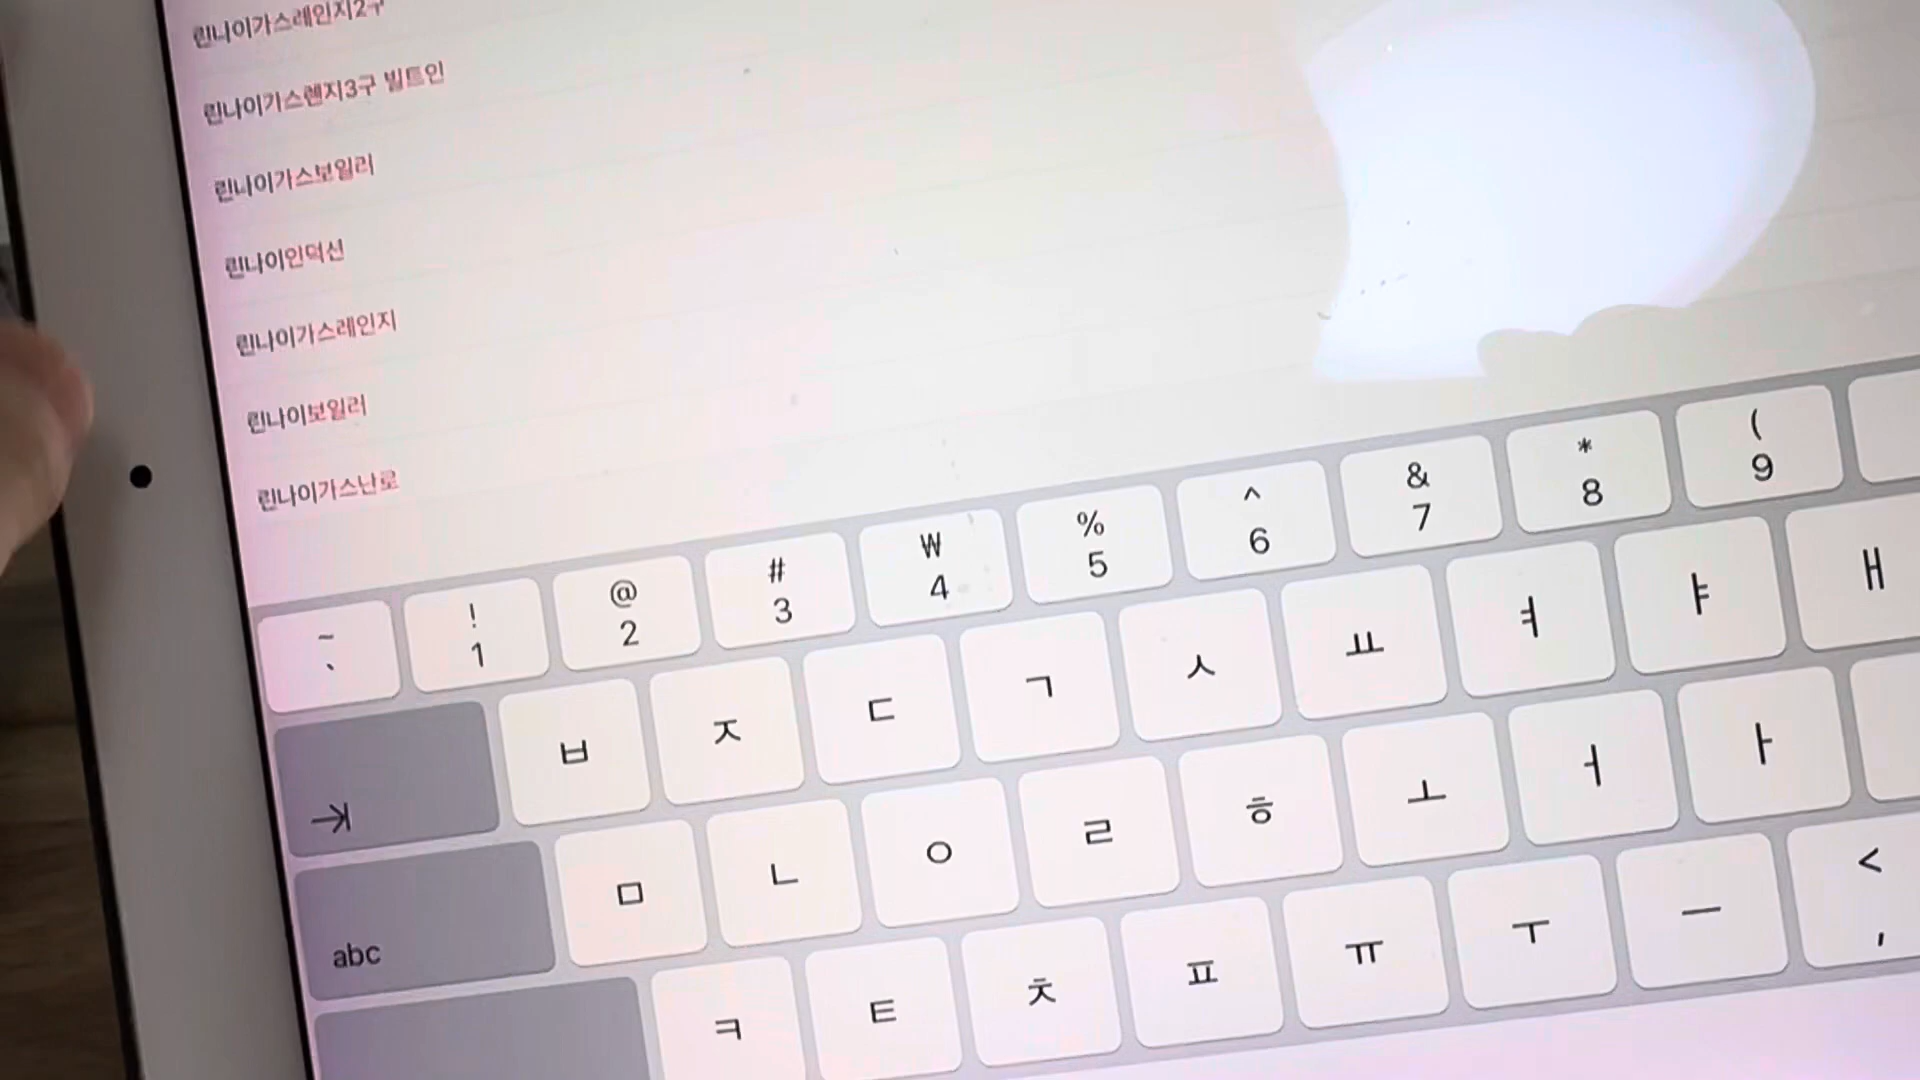 린나이가스레인지2구
린나이가스렌지3구 빌트인
린나이가스보일러
린나이인덕션
린나이가스레인지
린나이보일러
린나이가스난로
~ ! @ # ₩ % ^ & * (
` 1 2 3 4 5 6 7 8 9
ㅂ ㅈ ㄷ ㄱ ㅅ ㅛ ㅕ ㅑ ㅐ
abc ㅁ ㄴ ㅇ ㄹ ㅎ ㅗ ㅓ ㅏ
ㅋ ㅌ ㅊ ㅍ ㅠ ㅜ ㅡ < ,